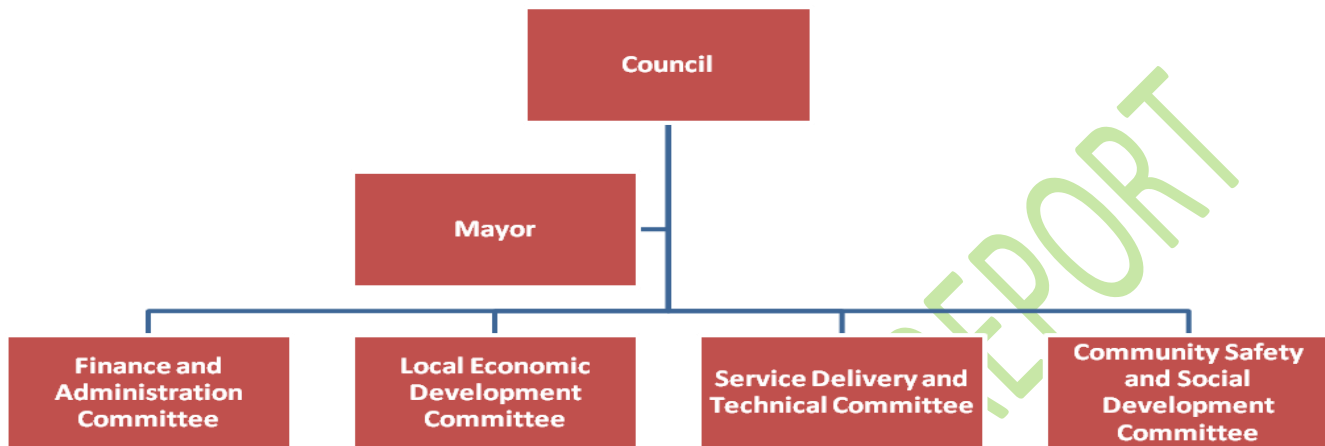 Council
Mayor
Finance and
Administration
Committee
Local Economic
Development
Committee
Service Delivery and
Technical Committee
Community Safety
and Social
Development
Committee
REPORT